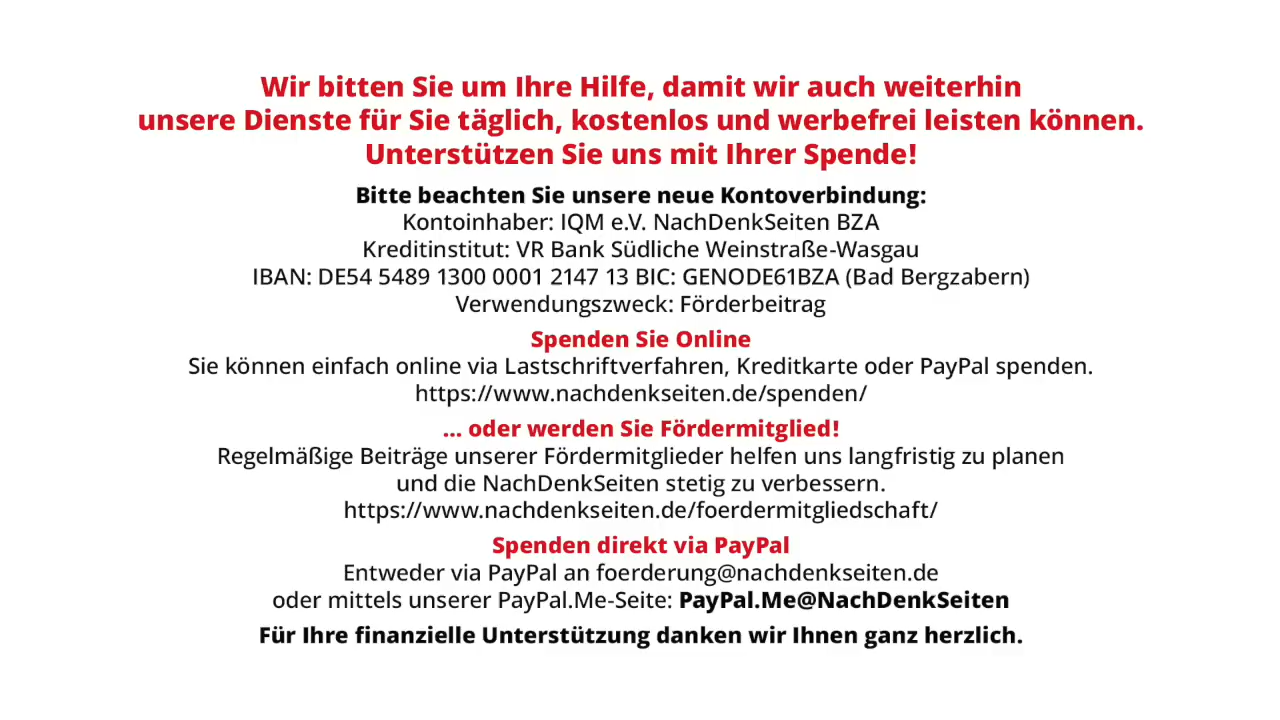 Wir bitten Sie um Ihre Hilfe, damit wir auch weiterhin
unsere Dienste für Sie täglich, kostenlos und werbefrei leisten können.
Unterstützen Sie uns mit Ihrer Spende!
Bitte beachten Sie unsere neue Kontoverbindung:
Kontoinhaber: IQM e.V. NachDenkSeiten BZA
Kreditinstitut: VR Bank Südliche Weinstraße-Wasgau
IBAN: DE54 5489 1300 0001 2147 13 BIC: GENODE61BZA (Bad Bergzabern)
Verwendungszweck: Förderbeitrag
Spenden Sie Online
Sie können einfach online via Lastschriftverfahren, Kreditkarte oder PayPal spenden.
https://www.nachdenkseiten.de/spenden/
... oder werden Sie Fördermitglied!
Regelmäßige Beiträge unserer Fördermitglieder helfen uns langfristig zu planen
und die NachDenkSeiten stetig zu verbessern.
https://www.nachdenkseiten.de/foerdermitgliedschaft/
Spenden direkt via PayPal
Entweder via PayPal an foerderung@nachdenkseiten.de
oder mittels unserer PayPal.Me-Seite: PayPal.Me@NachDenkSeiten
Für Ihre finanzielle Unterstützung danken wir Ihnen ganz herzlich.